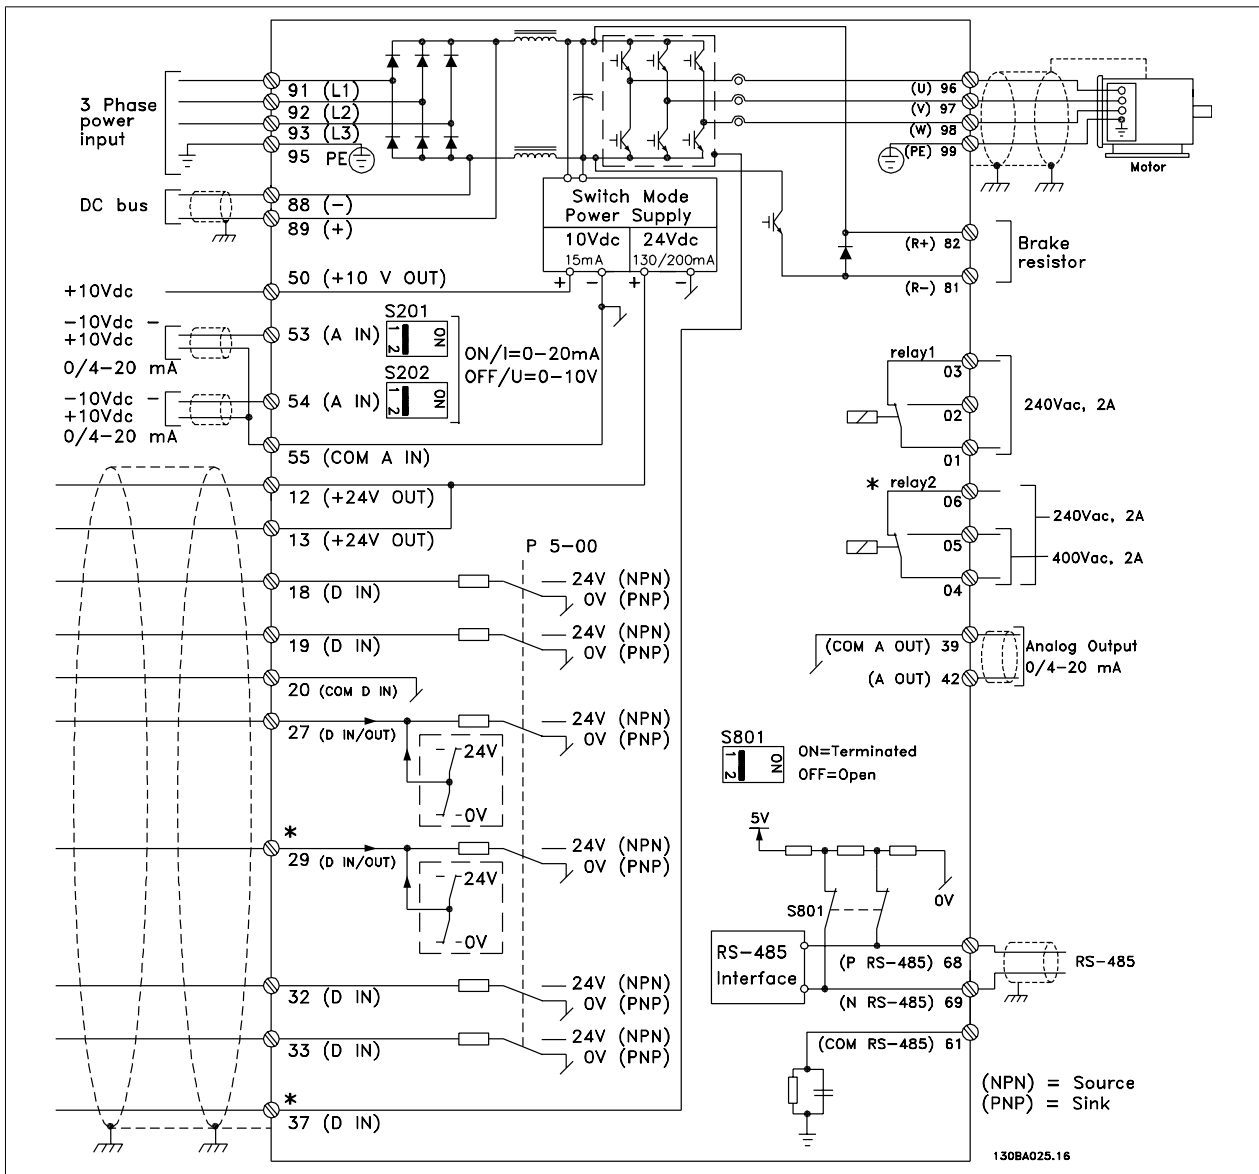 3 Phase
power
input
91 (L1)
92 (L2)
93 (L3)
95 PE
DC bus
88 (-)
89 (+)
+10Vdc
50 (+10 V OUT)
-10Vdc -
+10Vdc
0/4-20 mA
53 (A IN)
S201
1 2
ON
ON/I=0-20mA
OFF/U=0-10V
S202
1 2
ON
-10Vdc -
+10Vdc
0/4-20 mA
54 (A IN)
55 (COM A IN)
12 (+24V OUT)
13 (+24V OUT)
P 5-00
18 (D IN)
24V (NPN)
0V (PNP)
19 (D IN)
24V (NPN)
0V (PNP)
20 (COM D IN)
27 (D IN/OUT)
24V (NPN)
0V (PNP)
24V
0V
*
29 (D IN/OUT)
24V (NPN)
0V (PNP)
24V
0V
32 (D IN)
24V (NPN)
0V (PNP)
33 (D IN)
24V (NPN)
0V (PNP)
*
37 (D IN)
Switch Mode
Power Supply
10Vdc
15mA
24Vdc
130/200mA
+ - + -
(U) 96
(V) 97
(W) 98
(PE) 99
Motor
(R+) 82
Brake
resistor
(R-) 81
relay1
03
02
240Vac, 2A
01
* relay2
06
240Vac, 2A
05
400Vac, 2A
04
(COM A OUT) 39
Analog Output
0/4-20 mA
(A OUT) 42
S801
1 2
ON
ON=Terminated
OFF=Open
5V
0V
S801
RS-485
Interface
(P RS-485) 68
RS-485
(N RS-485) 69
(COM RS-485) 61
(NPN) = Source
(PNP) = Sink
130BA025.16